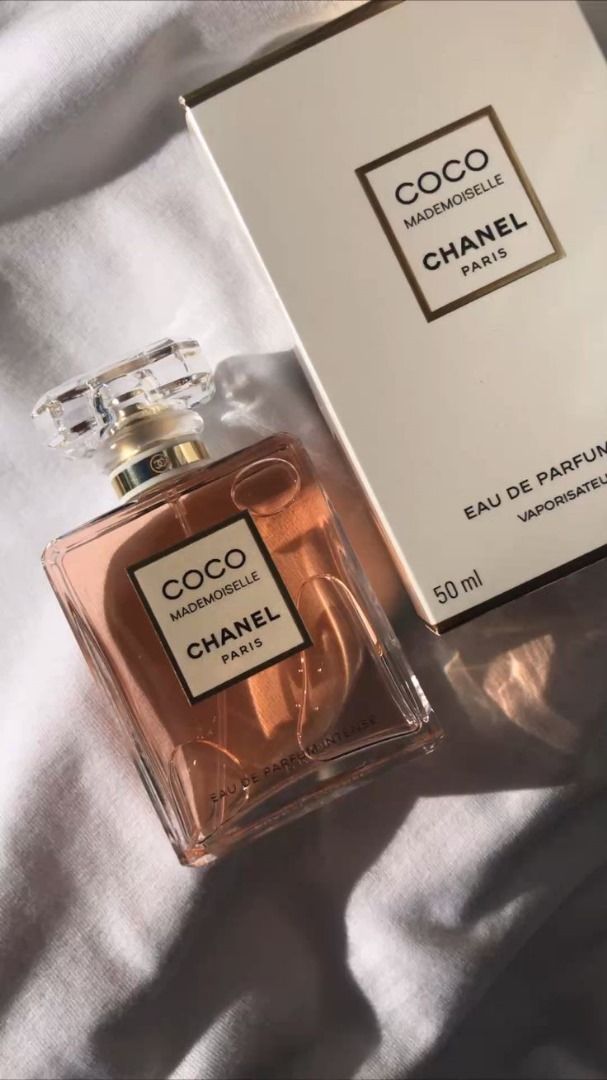 COCO
MADEMOISELLE
CHANEL
PARIS
EAU DE PARFUM
VAPORISATEU
50 ml
COCO
MADEMOISELLE
CHANEL
PARIS
EAU DE PARFUM INTENSE